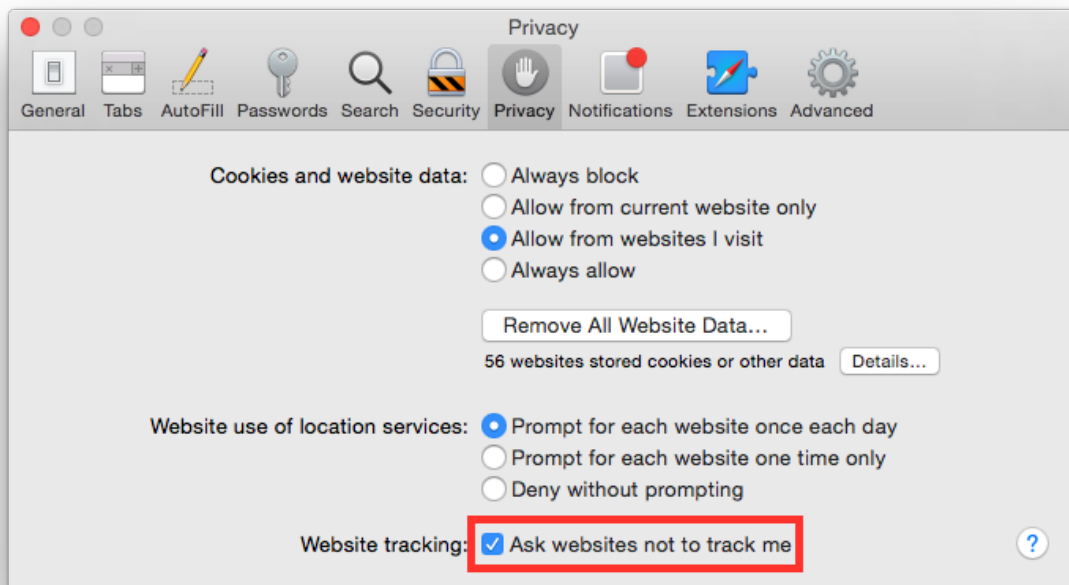 Privacy
General Tabs AutoFill Passwords Search Security Privacy Notifications Extensions Advanced
Cookies and website data: Always block
Allow from current website only
Allow from websites I visit
Always allow
Remove All Website Data...
56 websites stored cookies or other data Details...
Website use of location services: Prompt for each website once each day
Prompt for each website one time only
Deny without prompting
Website tracking: Ask websites not to track me ?